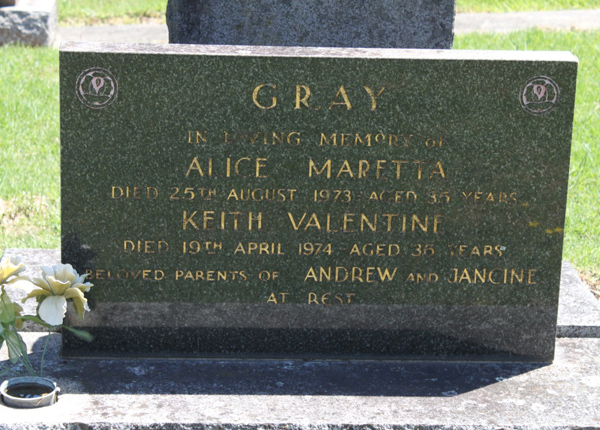 GRAY
IN LOVING MEMORY OF
ALICE MARETTA
DIED 25TH AUGUST 1973 AGED 35 YEARS
KEITH VALENTINE
DIED 19TH APRIL 1974 AGED 36 YEARS
BELOVED PARENTS OF ANDREW AND JANCINE
AT REST